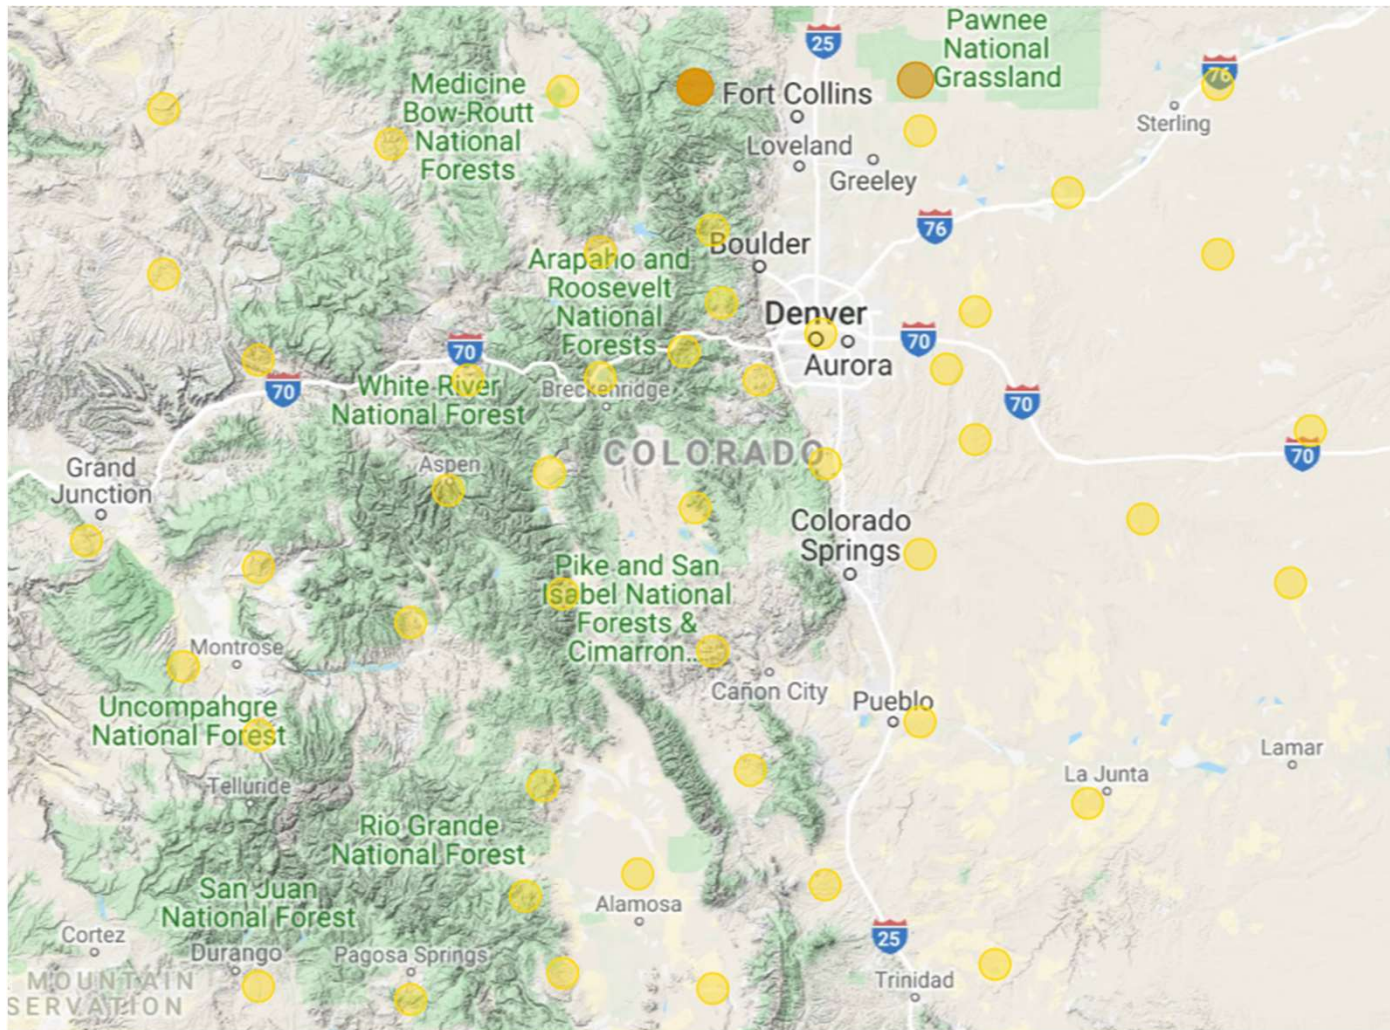 25
Pawnee
National
Grassland
76
Medicine
Bow-Routt
National
Forests
Fort Collins
Sterling
Loveland
Greeley
76
Boulder
Arapaho and
Roosevelt
National
Forests
Denver
70
Aurora
70
70
White River
National Forest
Breckenridge
70
COLORADO
70
Grand
Junction
Aspen
Colorado
Springs
Pike and San
Isabel National
Forests &
Cimarron...
Montrose
Cañon City
Uncompahgre
National Forest
Pueblo
Lamar
La Junta
Telluride
Rio Grande
National Forest
San Juan
National Forest
Alamosa
Cortez
Durango
Pagosa Springs
25
Trinidad
MOUNTAIN
SERVATION